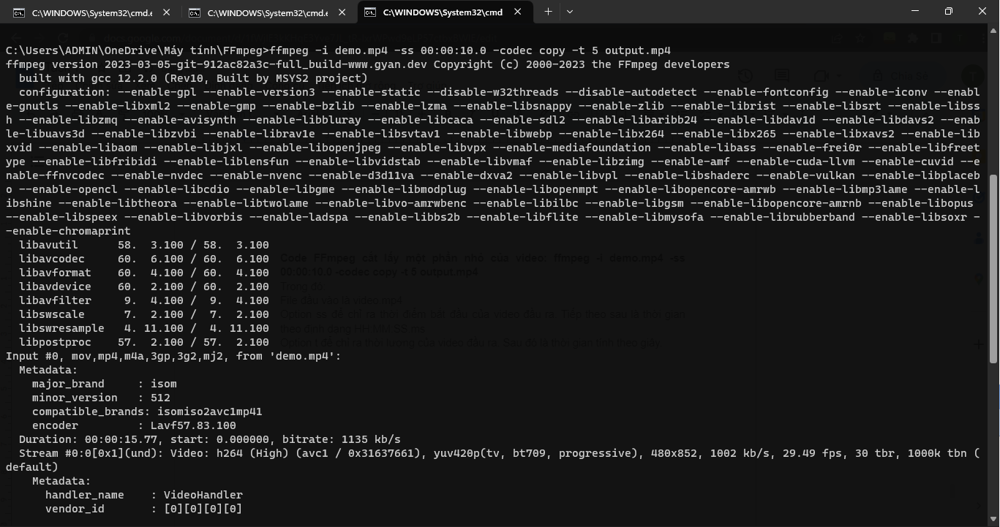 C:\WINDOWS\System32\cmd.e
C:\WINDOWS\System32\cmd.e
C:\WINDOWS\System32\cmd
C:\Users\ADMIN\OneDrive\Máy tính\FFmpeg>ffmpeg -i demo.mp4 -ss 00:00:10.0 -codec copy -t 5 output.mp4
ffmpeg version 2023-03-05-git-912ac82a3c-full_build-www.gyan.dev Copyright (c) 2000-2023 the FFmpeg developers
built with gcc 12.2.0 (Rev10, Built by MSYS2 project)
configuration: --enable-gpl --enable-version3 --enable-static --disable-w32threads --disable-autodetect --enable-fontconfig --enable-iconv --enabl
e-gnutls --enable-libxml2 --enable-gmp --enable-bzlib --enable-lzma --enable-libsnappy --enable-zlib --enable-librist --enable-libsrt --enable-libss
h --enable-libzmq --enable-avisynth --enable-libbluray --enable-libcaca --enable-sdl2 --enable-libaribb24 --enable-libdav1d --enable-libdavs2 --enab
le-libuavs3d --enable-libzvbi --enable-librav1e --enable-libsvtav1 --enable-libwebp --enable-libx264 --enable-libx265 --enable-libxavs2 --enable-lib
xvid --enable-libaom --enable-libjxl --enable-libopenjpeg --enable-libvpx --enable-mediafoundation --enable-libass --enable-frei0r --enable-libfreet
ype --enable-libfribidi --enable-liblensfun --enable-libvidstab --enable-libvmaf --enable-libzimg --enable-amf --enable-cuda-llvm --enable-cuvid --e
nable-ffnvcodec --enable-nvdec --enable-nvenc --enable-d3d11va --enable-dxva2 --enable-libvpl --enable-libshaderc --enable-vulkan --enable-libplaceb
o --enable-opencl --enable-libcdio --enable-libgme --enable-libmodplug --enable-libopenmpt --enable-libopencore-amrwb --enable-libmp3lame --enable-l
ibshine --enable-libtheora --enable-libtwolame --enable-libvo-amrwbenc --enable-libilbc --enable-libgsm --enable-libopencore-amrnb --enable-libopus
--enable-libspeex --enable-libvorbis --enable-ladspa --enable-libbs2b --enable-libflite --enable-libmysofa --enable-librubberband --enable-libsoxr -
-enable-chromaprint
libavutil 58. 3.100 / 58. 3.100
libavcodec 60. 6.100 / 60. 6.100
Code FFmpeg cắt lấy một phần nhỏ của video: ffmpeg -i demo.mp4 -ss
libavformat 60. 4.100 / 60. 4.100
00:00:10.0 -codec copy -t 5 output.mp4
libavdevice 60. 2.100 / 60. 2.100
Trong đó
libavfilter 9. 4.100 / 9. 4.100
File đầu vào là video.mp4
libswscale 7. 2.100 / 7. 2.100
Option ss để chỉ ra thời điểm bắt đầu của video đầu ra. Tiếp theo sau là thời gian
libswresample 4. 11.100 / 4. 11.100
theo định dạng HH:MM:SS.ms
libpostproc 57. 2.100 / 57. 2.100
Option t để chỉ ra thời lượng của video đầu ra. Sau đó là thời gian tính theo giây
Input #0, mov,mp4,m4a,3gp,3g2,mj2, from 'demo.mp4':
Metadata:
major_brand : isom
minor_version : 512
compatible_brands: isomiso2avc1mp41
encoder : Lavf57.83.100
Duration: 00:00:15.77, start: 0.000000, bitrate: 1135 kb/s
Stream #0:0[0x1](und): Video: h264 (High) (avc1 / 0x31637661), yuv420p(tv, bt709, progressive), 480x852, 1002 kb/s, 29.49 fps, 30 tbr, 1000k tbn (
default)
Metadata:
handler_name : VideoHandler
vendor_id : [0][0][0][0]